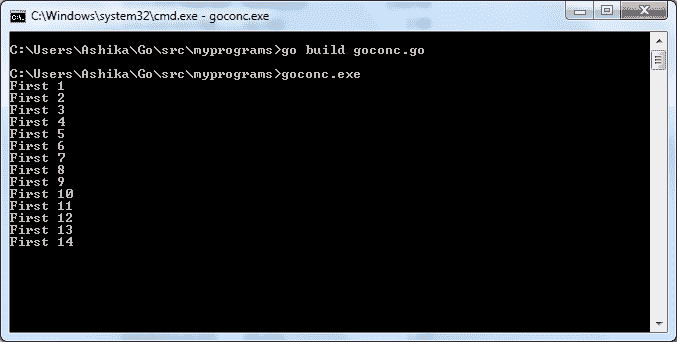 C:\Windows\system32\cmd.exe - goconc.exe
C:\Users\Ashika\Go\src\myprograms>go build goconc.go
C:\Users\Ashika\Go\src\myprograms>goconc.exe
First 1
First 2
First 3
First 4
First 5
First 6
First 7
First 8
First 9
First 10
First 11
First 12
First 13
First 14